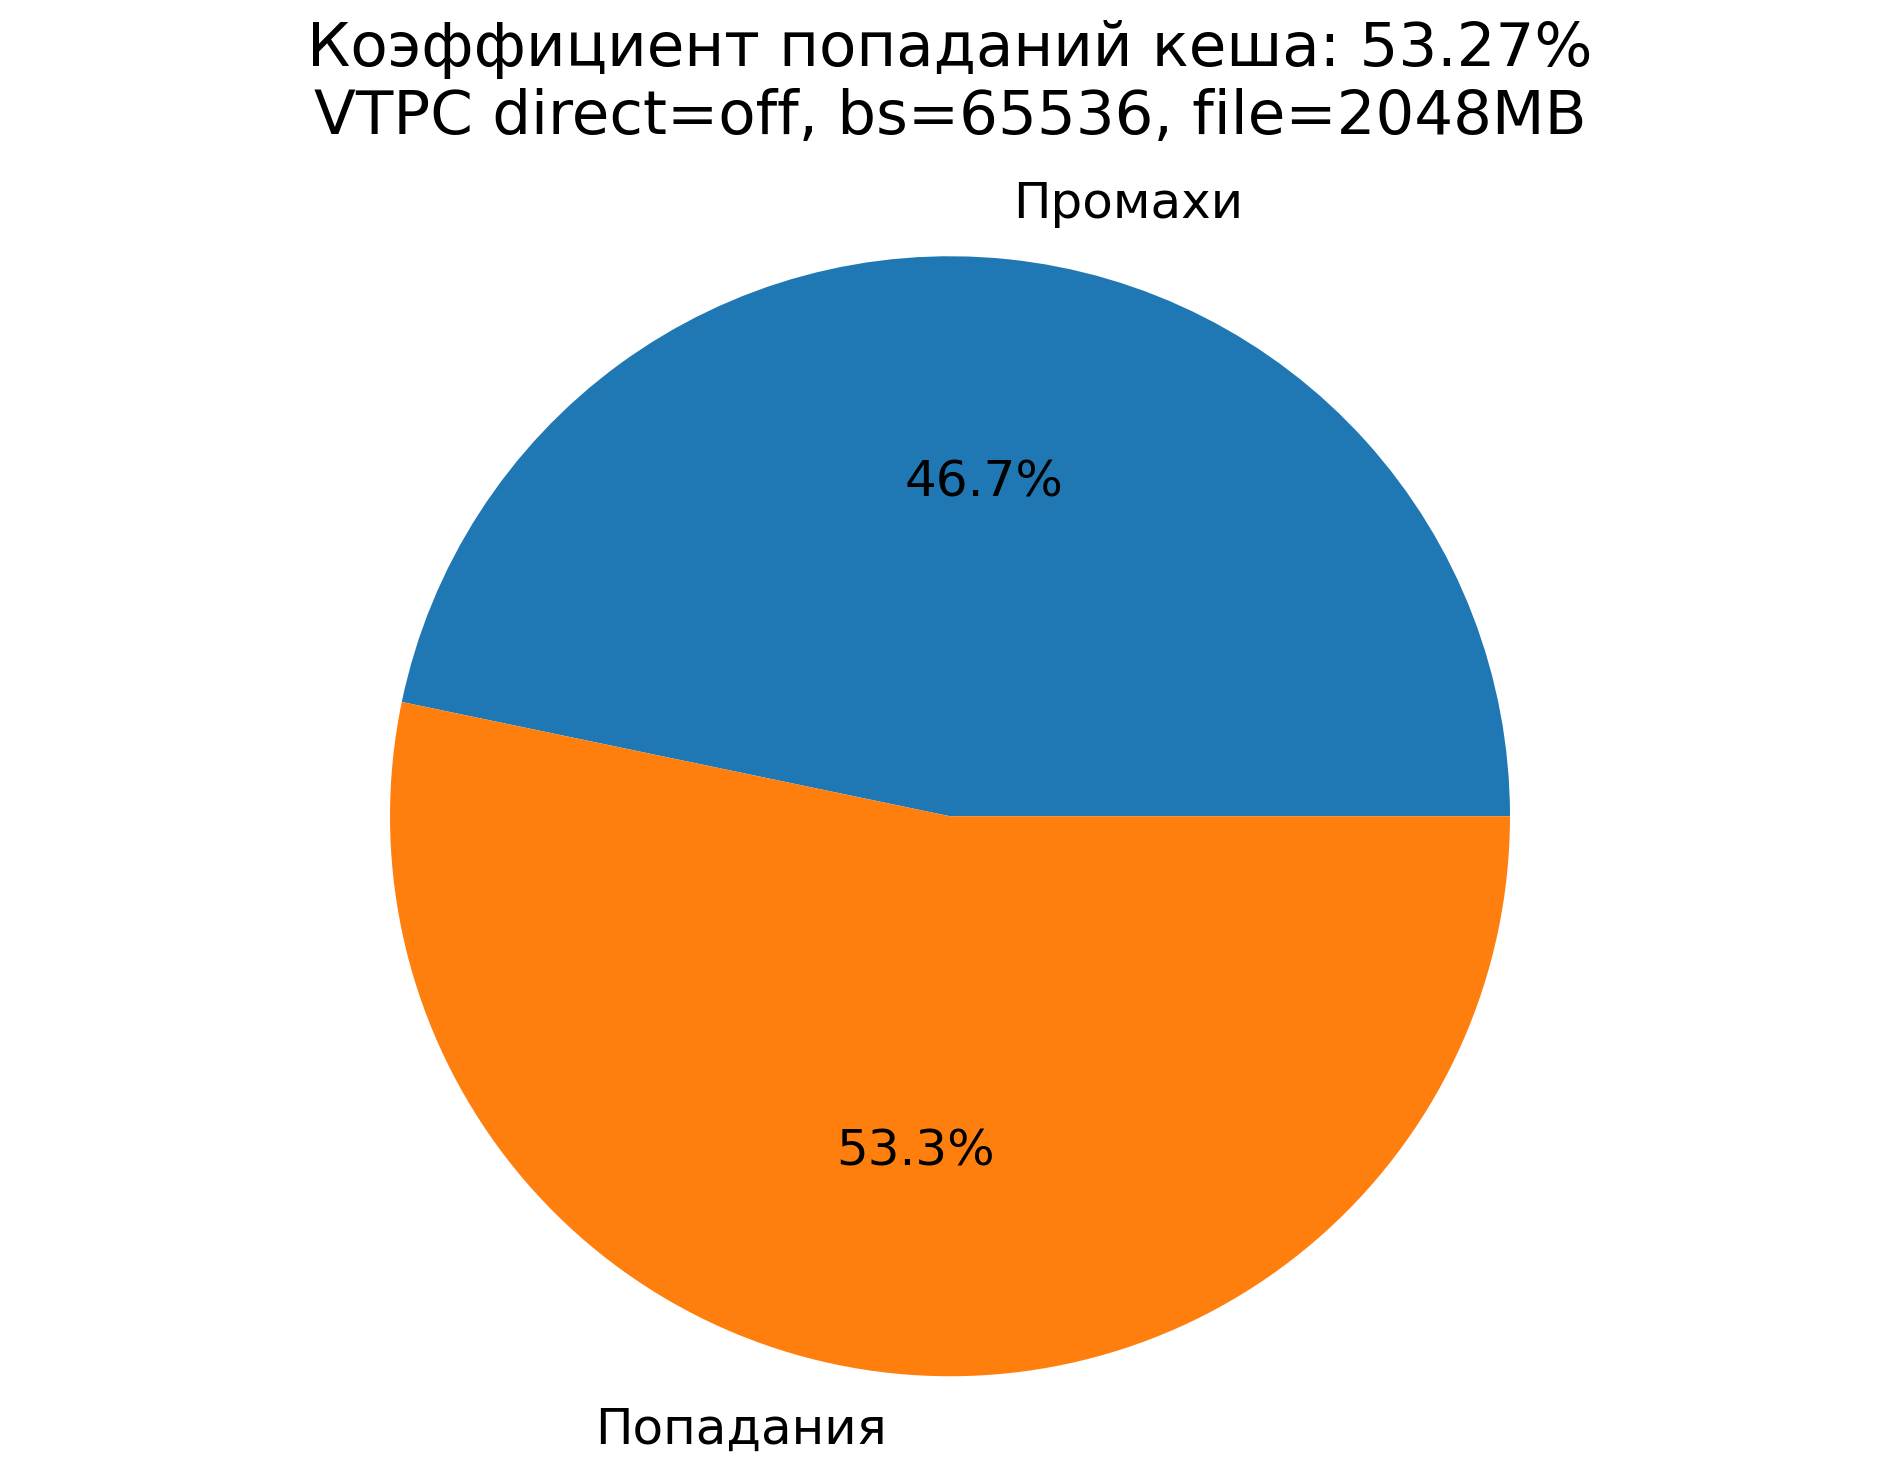 Коэффициент попаданий кеша: 53.27%
VTPC direct=off, bs=65536, file=2048MB
Промахи
46.7%
53.3%
Попадания